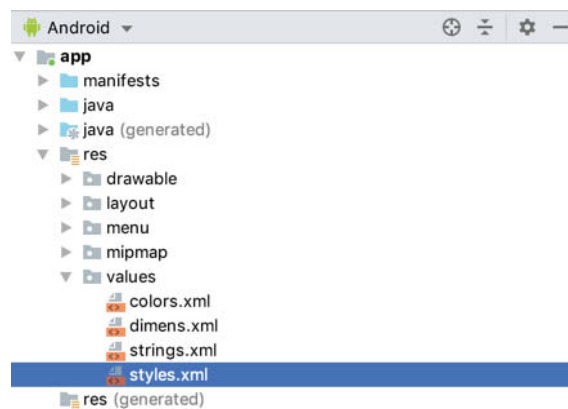 Android
app
manifests
java
java (generated)
res
drawable
layout
menu
mipmap
values
colors.xml
dimens.xml
strings.xml
styles.xml
res (generated)